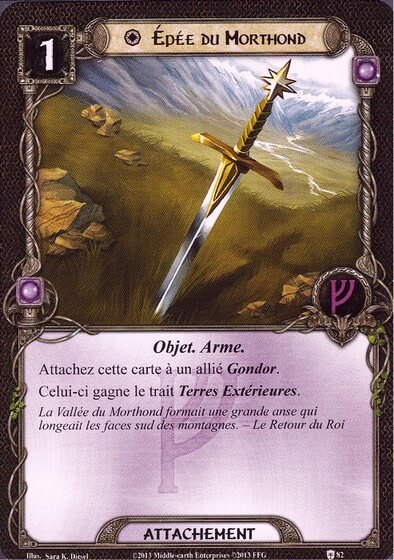 1
Épée du Morthond
Objet. Arme.
Attachez cette carte à un allié Gondor.
Celui-ci gagne le trait Terres Extérieures.
La Vallée du Morthond formait une grande anse qui
longeait les faces sud des montagnes. – Le Retour du Roi
Attachement
Illus. Sara K. Diesel
©2013 Middle-earth Enterprises ©2013 FFG
82